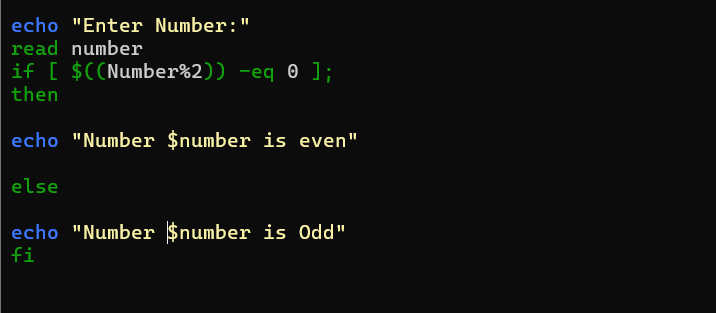 echo "Enter Number:"
read number
if [ $((Number%2)) -eq 0 ];
then
echo "Number $number is even"
else
echo "Number $number is Odd"
fi